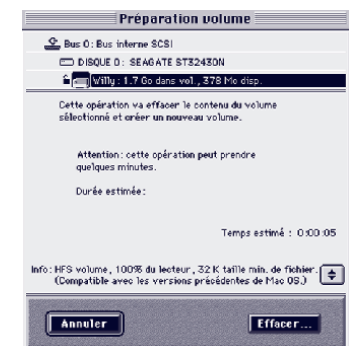 Préparation volume
Bus 0: Bus interne SCSI
DISQUE 0: SEAGATE ST32430N
Willy: 1.7 Go dans vol., 378 Mo disp.
Cette opération va effacer le contenu du volume
sélectionné et créer un nouveau volume.
Attention: cette opération peut prendre
quelques minutes.
Durée estimée:
Temps estimé : 0:00:05
Info: HFS volume, 100% du lecteur, 32 K taille min. de fichier.
(Compatible avec les versions précédentes de Mac OS.)
Annuler
Effacer...